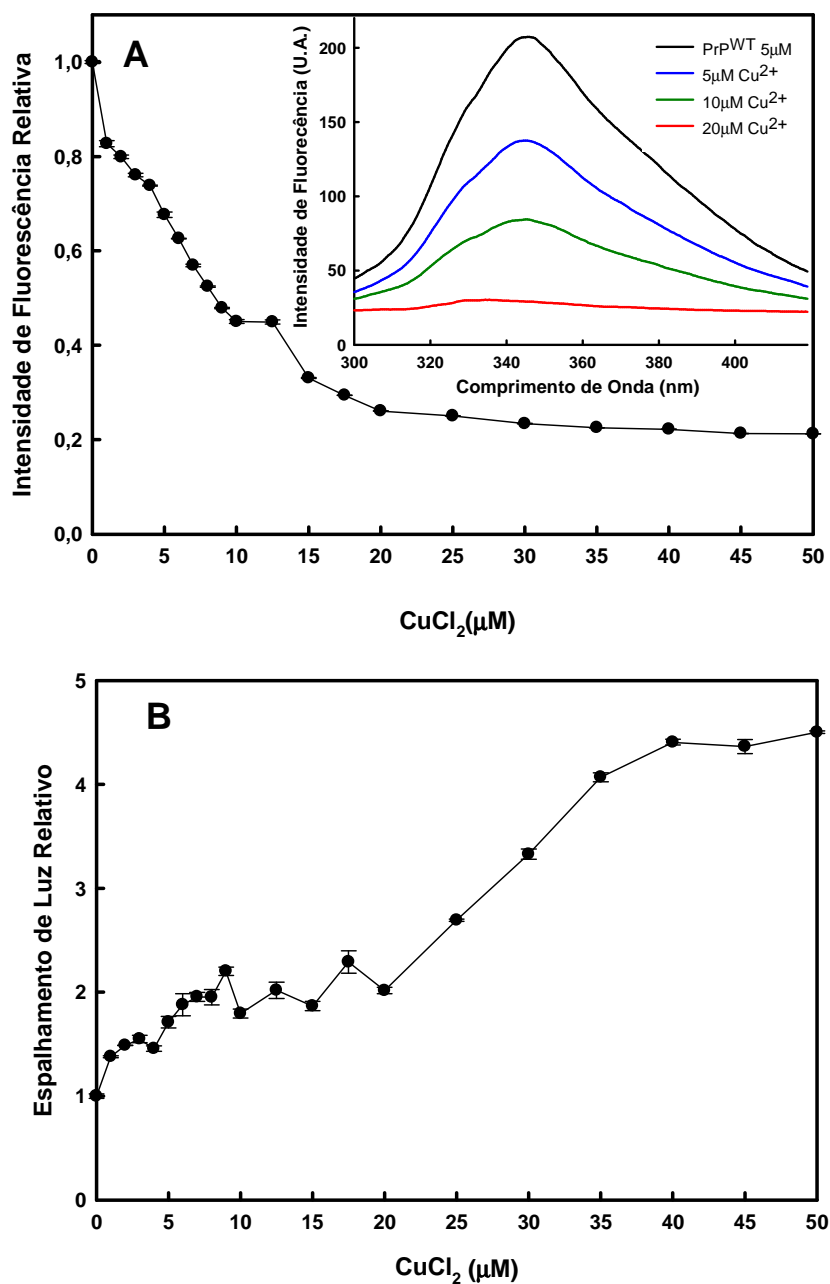 A
Intensidade de Fluorescência Relativa
1,0
0,8
0,6
0,4
0,2
0,0
0 5 10 15 20 25 30 35 40 45 50
CuCl2(μM)
Intensidade de Fluorecência (U.A.)
200
150
100
50
0
300 320 340 360 380 400
Comprimento de Onda (nm)
PrPWT 5μM
5μM Cu2+
10μM Cu2+
20μM Cu2+
B
Espalhamento de Luz Relativo
5
4
3
2
1
0
0 5 10 15 20 25 30 35 40 45 50
CuCl2 (μM)